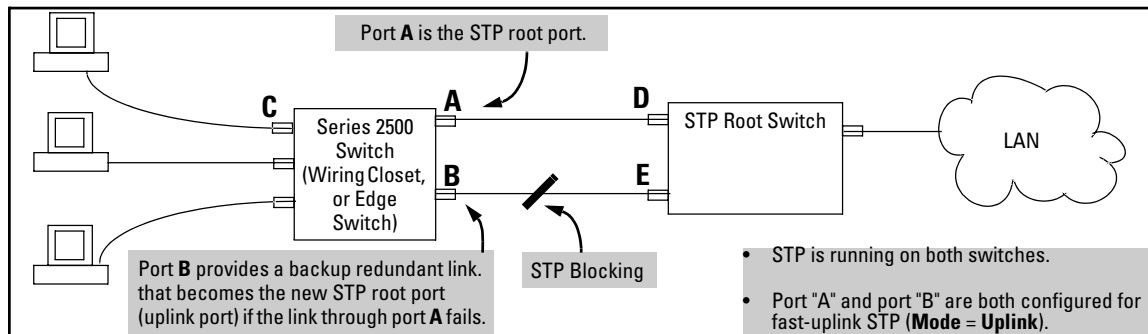 Port A is the STP root port.
C
A
D
Series 2500
Switch
(Wiring Closet,
or Edge
Switch)
STP Root Switch
LAN
B
E
Port B provides a backup redundant link.
that becomes the new STP root port
(uplink port) if the link through port A fails.
STP Blocking
• STP is running on both switches.
• Port "A" and port "B" are both configured for
fast-uplink STP (Mode = Uplink).